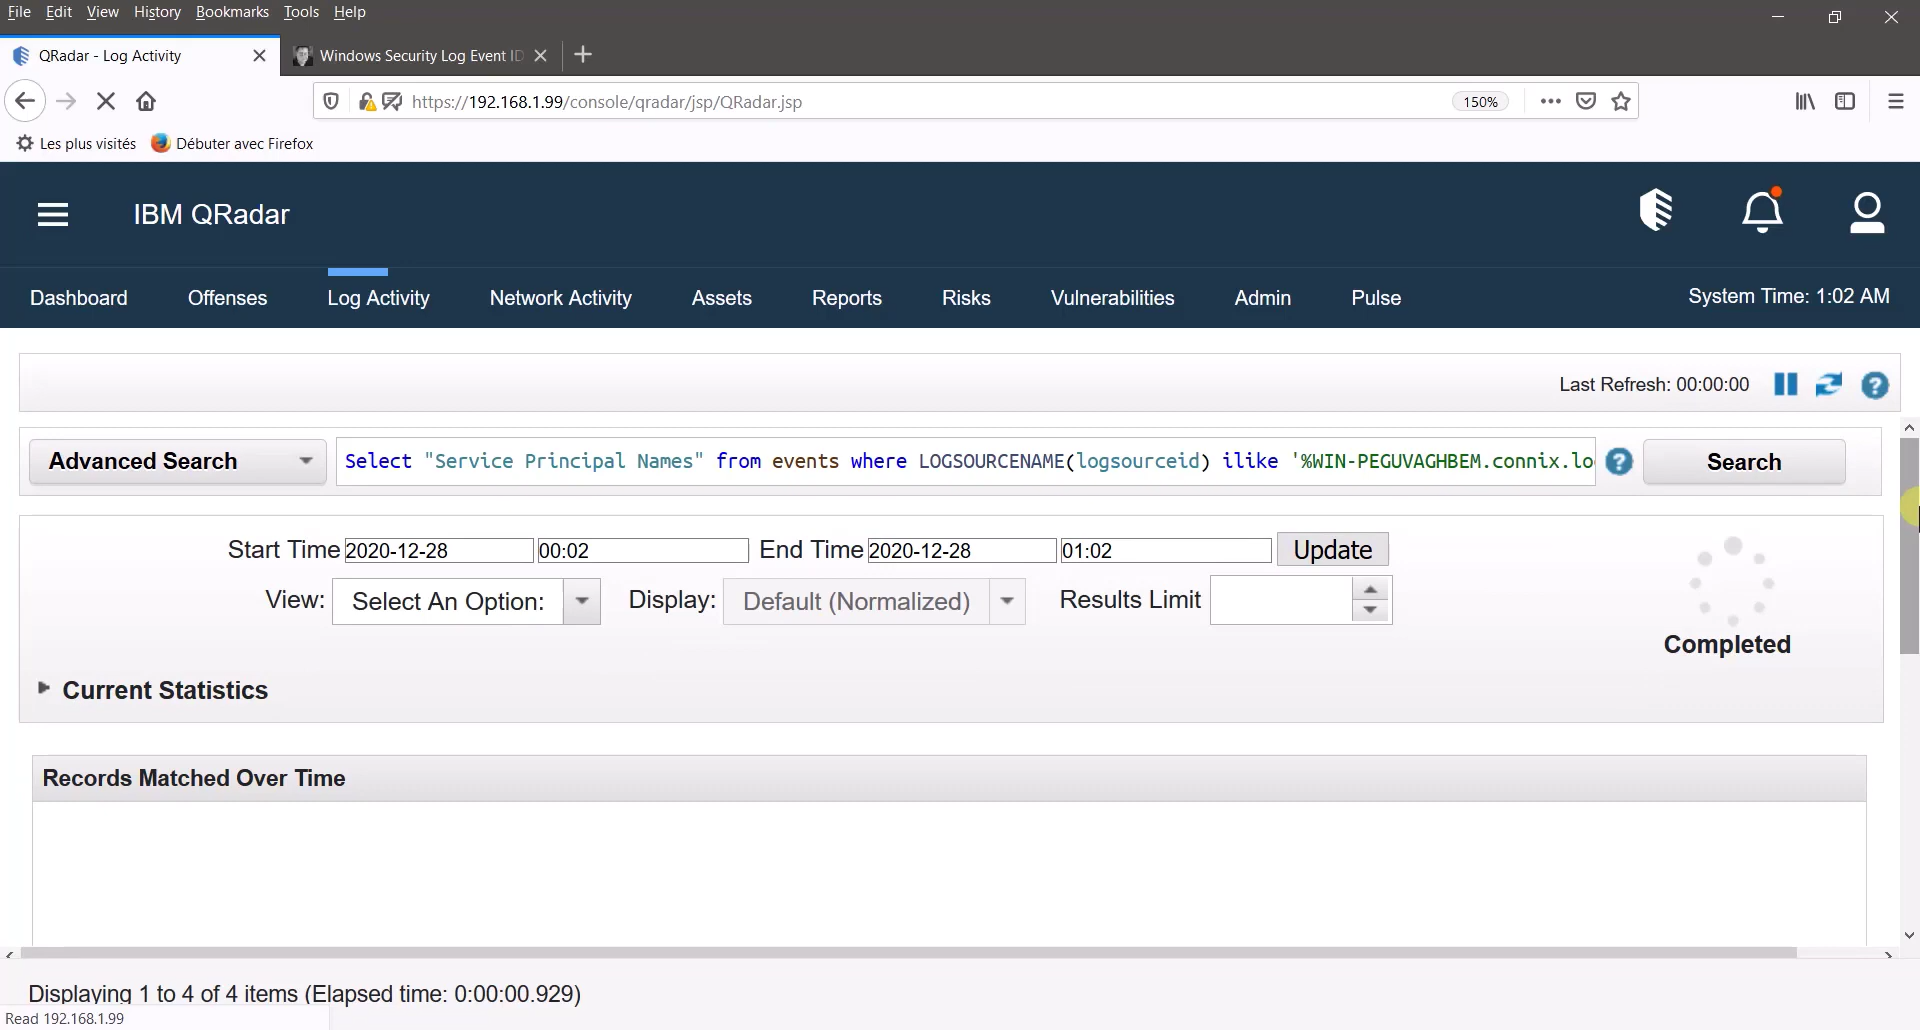 File Edit View History Bookmarks Tools Help
QRadar - Log Activity
Windows Security Log Event ID
https://192.168.1.99/console/qradar/jsp/QRadar.jsp
150%
Les plus visités
Débuter avec Firefox
IBM QRadar
Dashboard
Offenses
Log Activity
Network Activity
Assets
Reports
Risks
Vulnerabilities
Admin
Pulse
System Time: 1:02 AM
Last Refresh: 00:00:00
Advanced Search
Select "Service Principal Names" from events where LOGSOURCENAME(logsourceid) ilike '%WIN-PEGUVAGHBEM.connix.lo
Search
Start Time 2020-12-28 00:02 End Time 2020-12-28 01:02 Update
View: Select An Option: Display: Default (Normalized) Results Limit
Completed
Current Statistics
Records Matched Over Time
Displaying 1 to 4 of 4 items (Elapsed time: 0:00:00.929)
Read 192.168.1.99